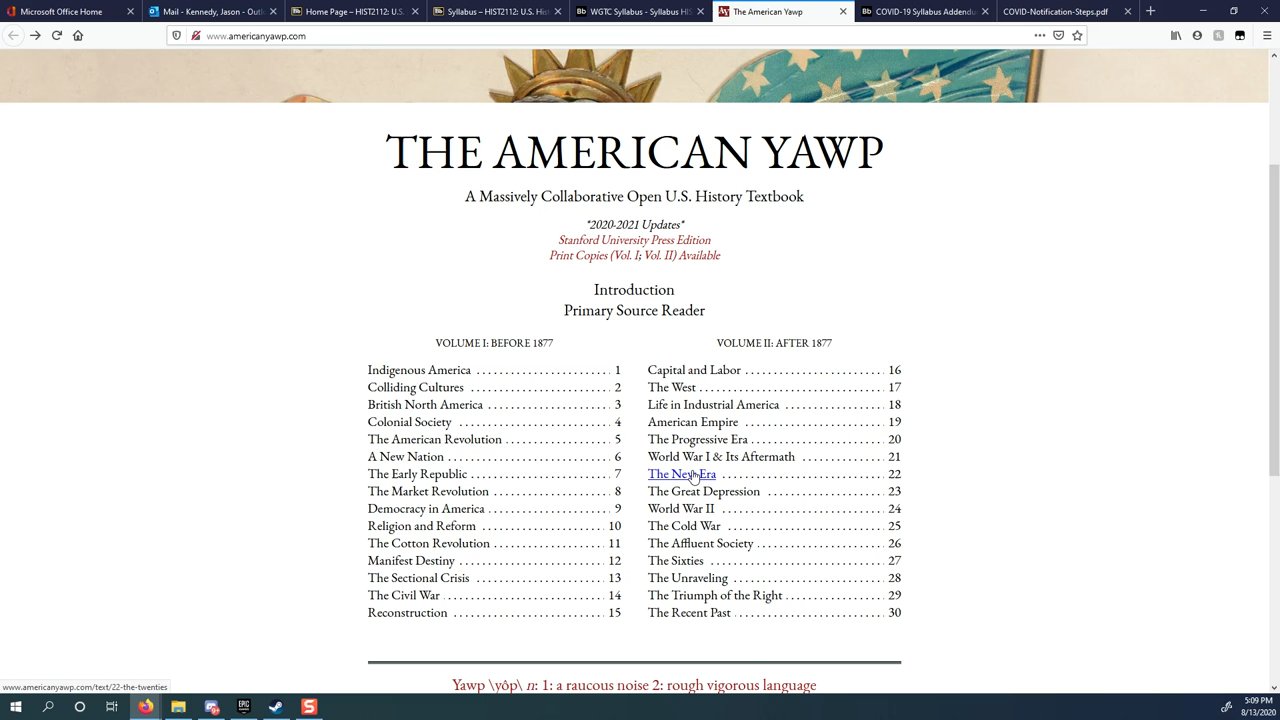 Microsoft Office Home
Mail - Kennedy, Jason - Outl
Home Page – HIST2112: U.S.
Syllabus – HIST2112: U.S. Hi
WGTC Syllabus - Syllabus HI
The American Yawp
COVID-19 Syllabus Addendu
COVID-Notification-Steps.pdf
www.americanyawp.com
THE AMERICAN YAWP
A Massively Collaborative Open U.S. History Textbook
*2020-2021 Updates*
Stanford University Press Edition
Print Copies (Vol. I; Vol. II) Available
Introduction
Primary Source Reader
VOLUME I: BEFORE 1877
Indigenous America 1
Colliding Cultures 2
British North America 3
Colonial Society 4
The American Revolution 5
A New Nation 6
The Early Republic 7
The Market Revolution 8
Democracy in America 9
Religion and Reform 10
The Cotton Revolution 11
Manifest Destiny 12
The Sectional Crisis 13
The Civil War 14
Reconstruction 15
VOLUME II: AFTER 1877
Capital and Labor 16
The West 17
Life in Industrial America 18
American Empire 19
The Progressive Era 20
World War I & Its Aftermath 21
The New Era 22
The Great Depression 23
World War II 24
The Cold War 25
The Affluent Society 26
The Sixties 27
The Unraveling 28
The Triumph of the Right 29
The Recent Past 30
Yawp \yôp\ n: 1: a raucous noise 2: rough vigorous language
www.americanyawp.com/text/22-the-twenties
EPIC
5:09 PM
8/13/2020